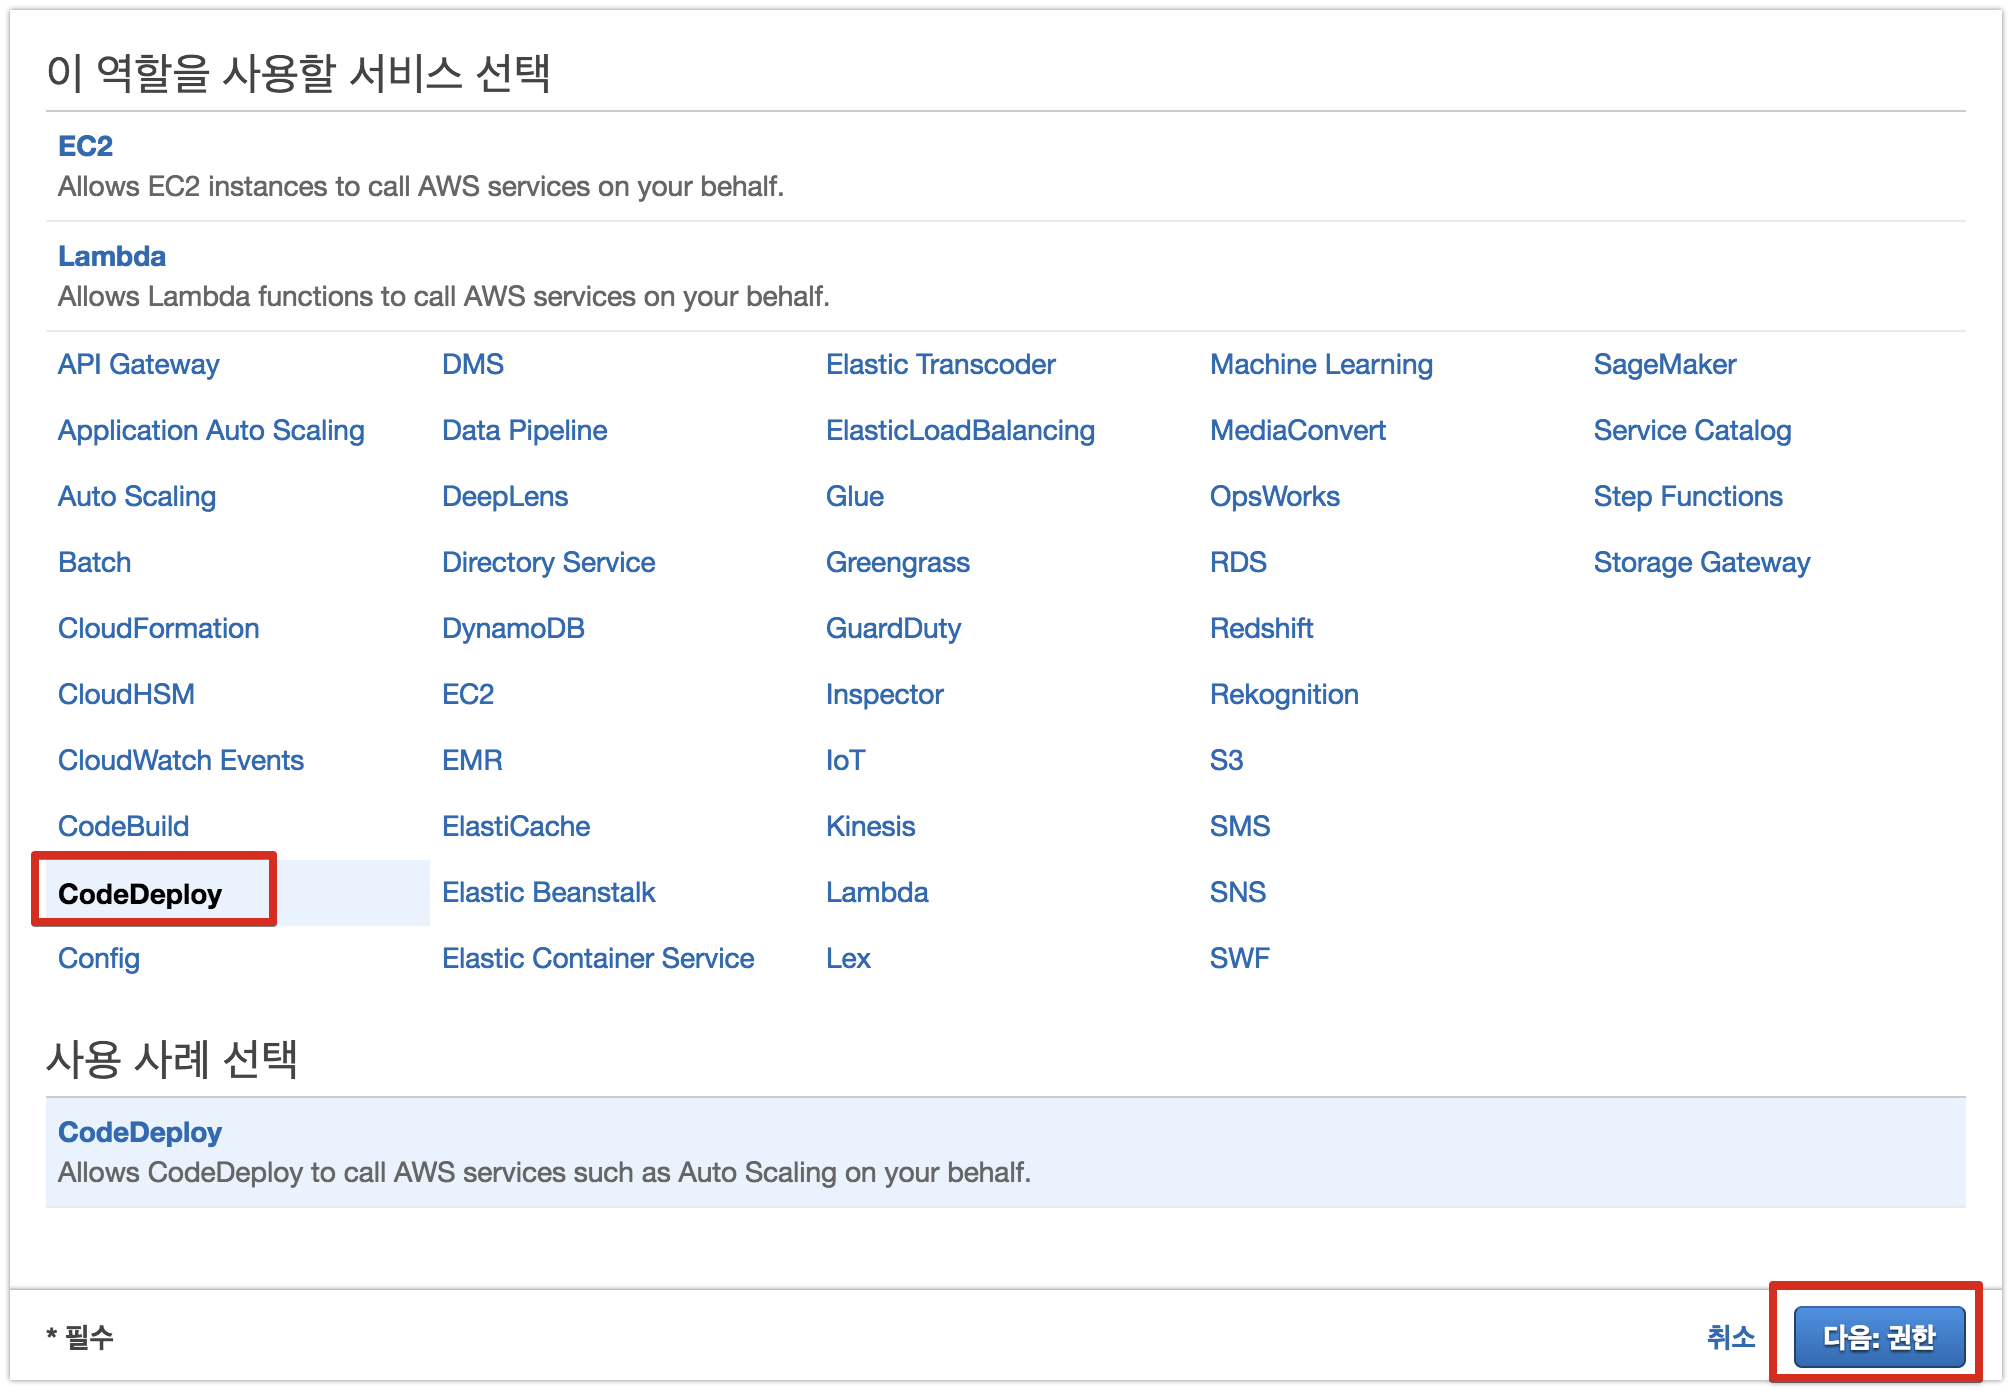 이 역할을 사용할 서비스 선택
EC2
Allows EC2 instances to call AWS services on your behalf.
Lambda
Allows Lambda functions to call AWS services on your behalf.
API Gateway DMS Elastic Transcoder Machine Learning SageMaker
Application Auto Scaling Data Pipeline ElasticLoadBalancing MediaConvert Service Catalog
Auto Scaling DeepLens Glue OpsWorks Step Functions
Batch Directory Service Greengrass RDS Storage Gateway
CloudFormation DynamoDB GuardDuty Redshift
CloudHSM EC2 Inspector Rekognition
CloudWatch Events EMR IoT S3
CodeBuild ElastiCache Kinesis SMS
CodeDeploy Elastic Beanstalk Lambda SNS
Config Elastic Container Service Lex SWF
사용 사례 선택
CodeDeploy
Allows CodeDeploy to call AWS services such as Auto Scaling on your behalf.
* 필수 취소 다음: 권한